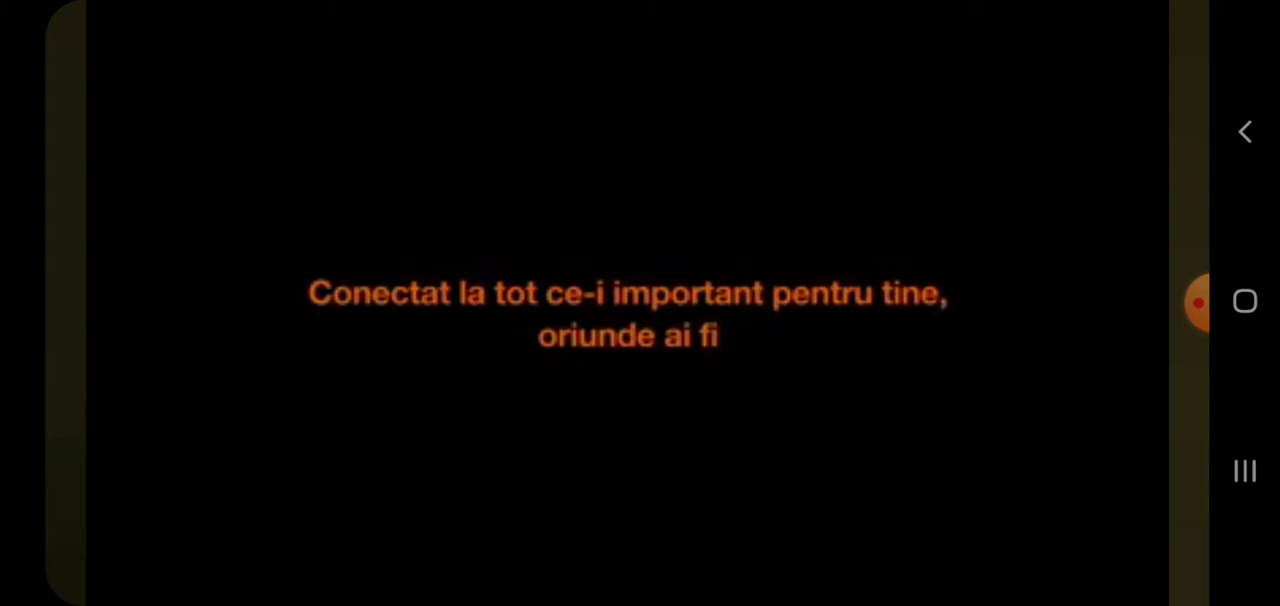 Conectat la tot ce-i important pentru tine,
oriunde ai fi